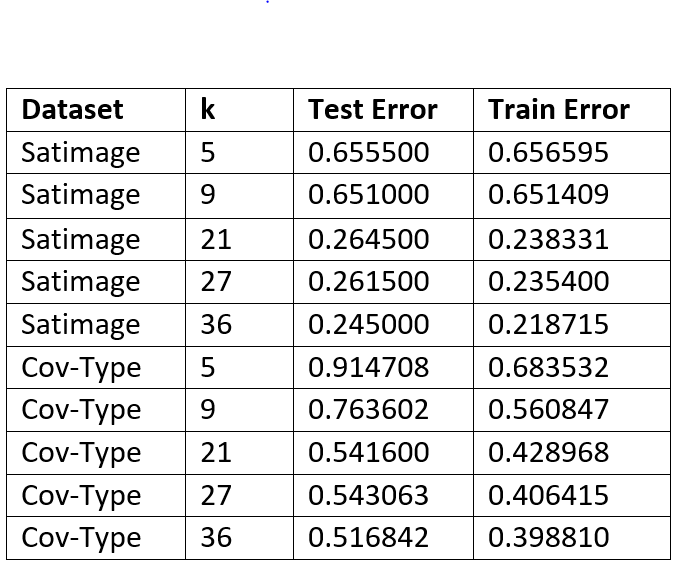 Dataset k Test Error Train Error
Satimage 5 0.655500 0.656595
Satimage 9 0.651000 0.651409
Satimage 21 0.264500 0.238331
Satimage 27 0.261500 0.235400
Satimage 36 0.245000 0.218715
Cov-Type 5 0.914708 0.683532
Cov-Type 9 0.763602 0.560847
Cov-Type 21 0.541600 0.428968
Cov-Type 27 0.543063 0.406415
Cov-Type 36 0.516842 0.398810